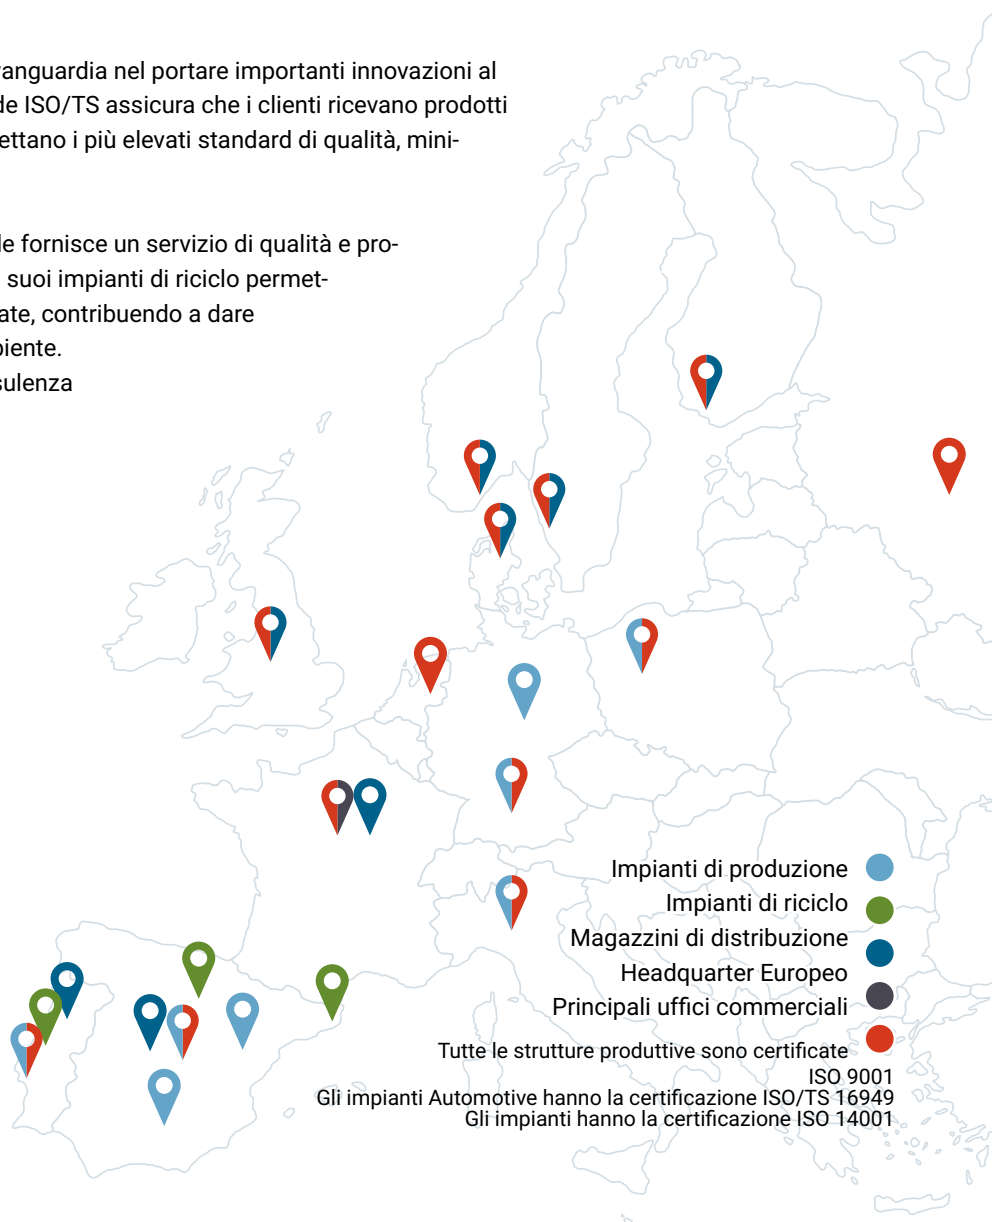 vanguardia nel portare importanti innovazioni al
de ISO/TS assicura che i clienti ricevano prodotti
ettano i più elevati standard di qualità, mini-
le fornisce un servizio di qualità e pro-
suoi impianti di riciclo permet-
ate, contribuendo a dare
biente.
sulenza
Impianti di produzione
Impianti di riciclo
Magazzini di distribuzione
Headquarter Europeo
Principali uffici commerciali
Tutte le strutture produttive sono certificate
ISO 9001
Gli impianti Automotive hanno la certificazione ISO/TS 16949
Gli impianti hanno la certificazione ISO 14001